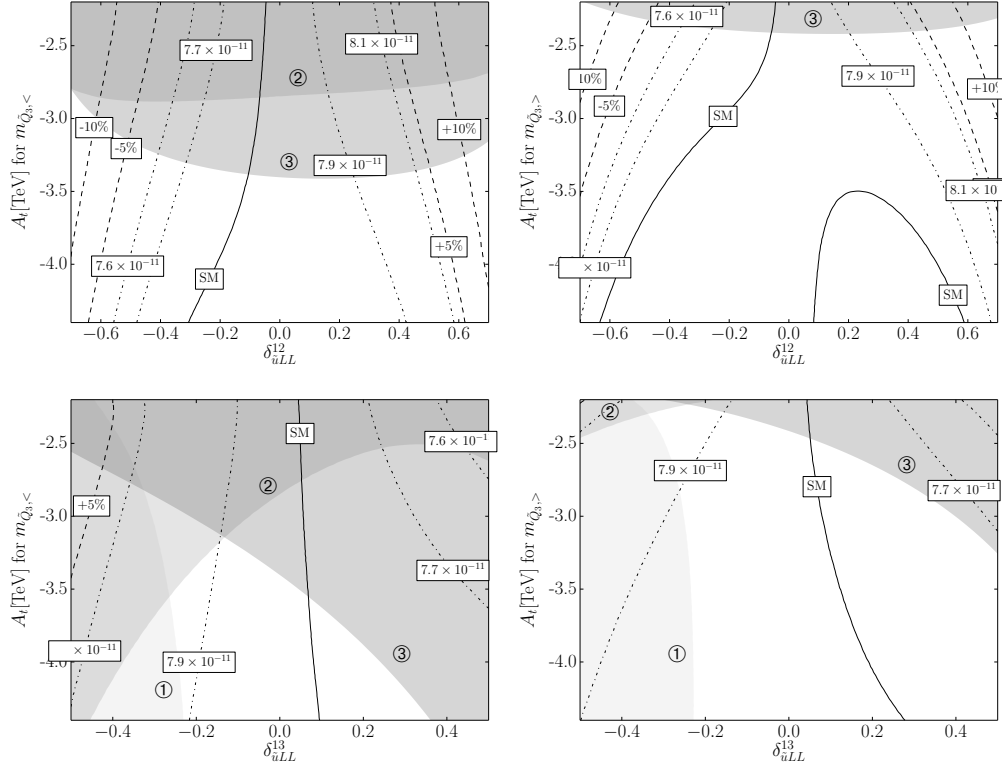 -2.5
-3.0
-3.5
-4.0
A_t[TeV] for m_{Q̃_{3,<}}
7.7 × 10^{-11}
8.1 × 10^{-11}
②
-10%
-5%
+10%
③
7.9 × 10^{-11}
7.6 × 10^{-11}
SM
+5%
−0.6 −0.4 −0.2 0.0 0.2 0.4 0.6
δ^{12}_{ũLL}
-2.5
-3.0
-3.5
-4.
A_t[TeV] for m_{Q̃_{3,>}}
7.6 × 10^{-11}
③
10%
-5%
7.9 × 10^{-11}
+10%
SM
8.1 × 10
× 10^{-11}
SM
−0.6 −0.4 −0.2 0.0 0.2 0.4 0.6
δ^{12}_{ũLL}
-2.5
-3.0
-3.5
-4.0
A_t[TeV] for m_{Q̃_{3,<}}
SM
7.6 × 10^{-1}
②
+5%
7.7 × 10^{-11}
× 10^{-11}
7.9 × 10^{-11}
③
①
−0.4 −0.2 0.0 0.2 0.4
δ^{13}_{ũLL}
-2.5
-3.0
-3.5
-4.0
A_t[TeV] for m_{Q̃_{3,>}}
②
7.9 × 10^{-11}
SM
③
7.7 × 10^{-11}
①
−0.4 −0.2 0.0 0.2 0.4
δ^{13}_{ũLL}